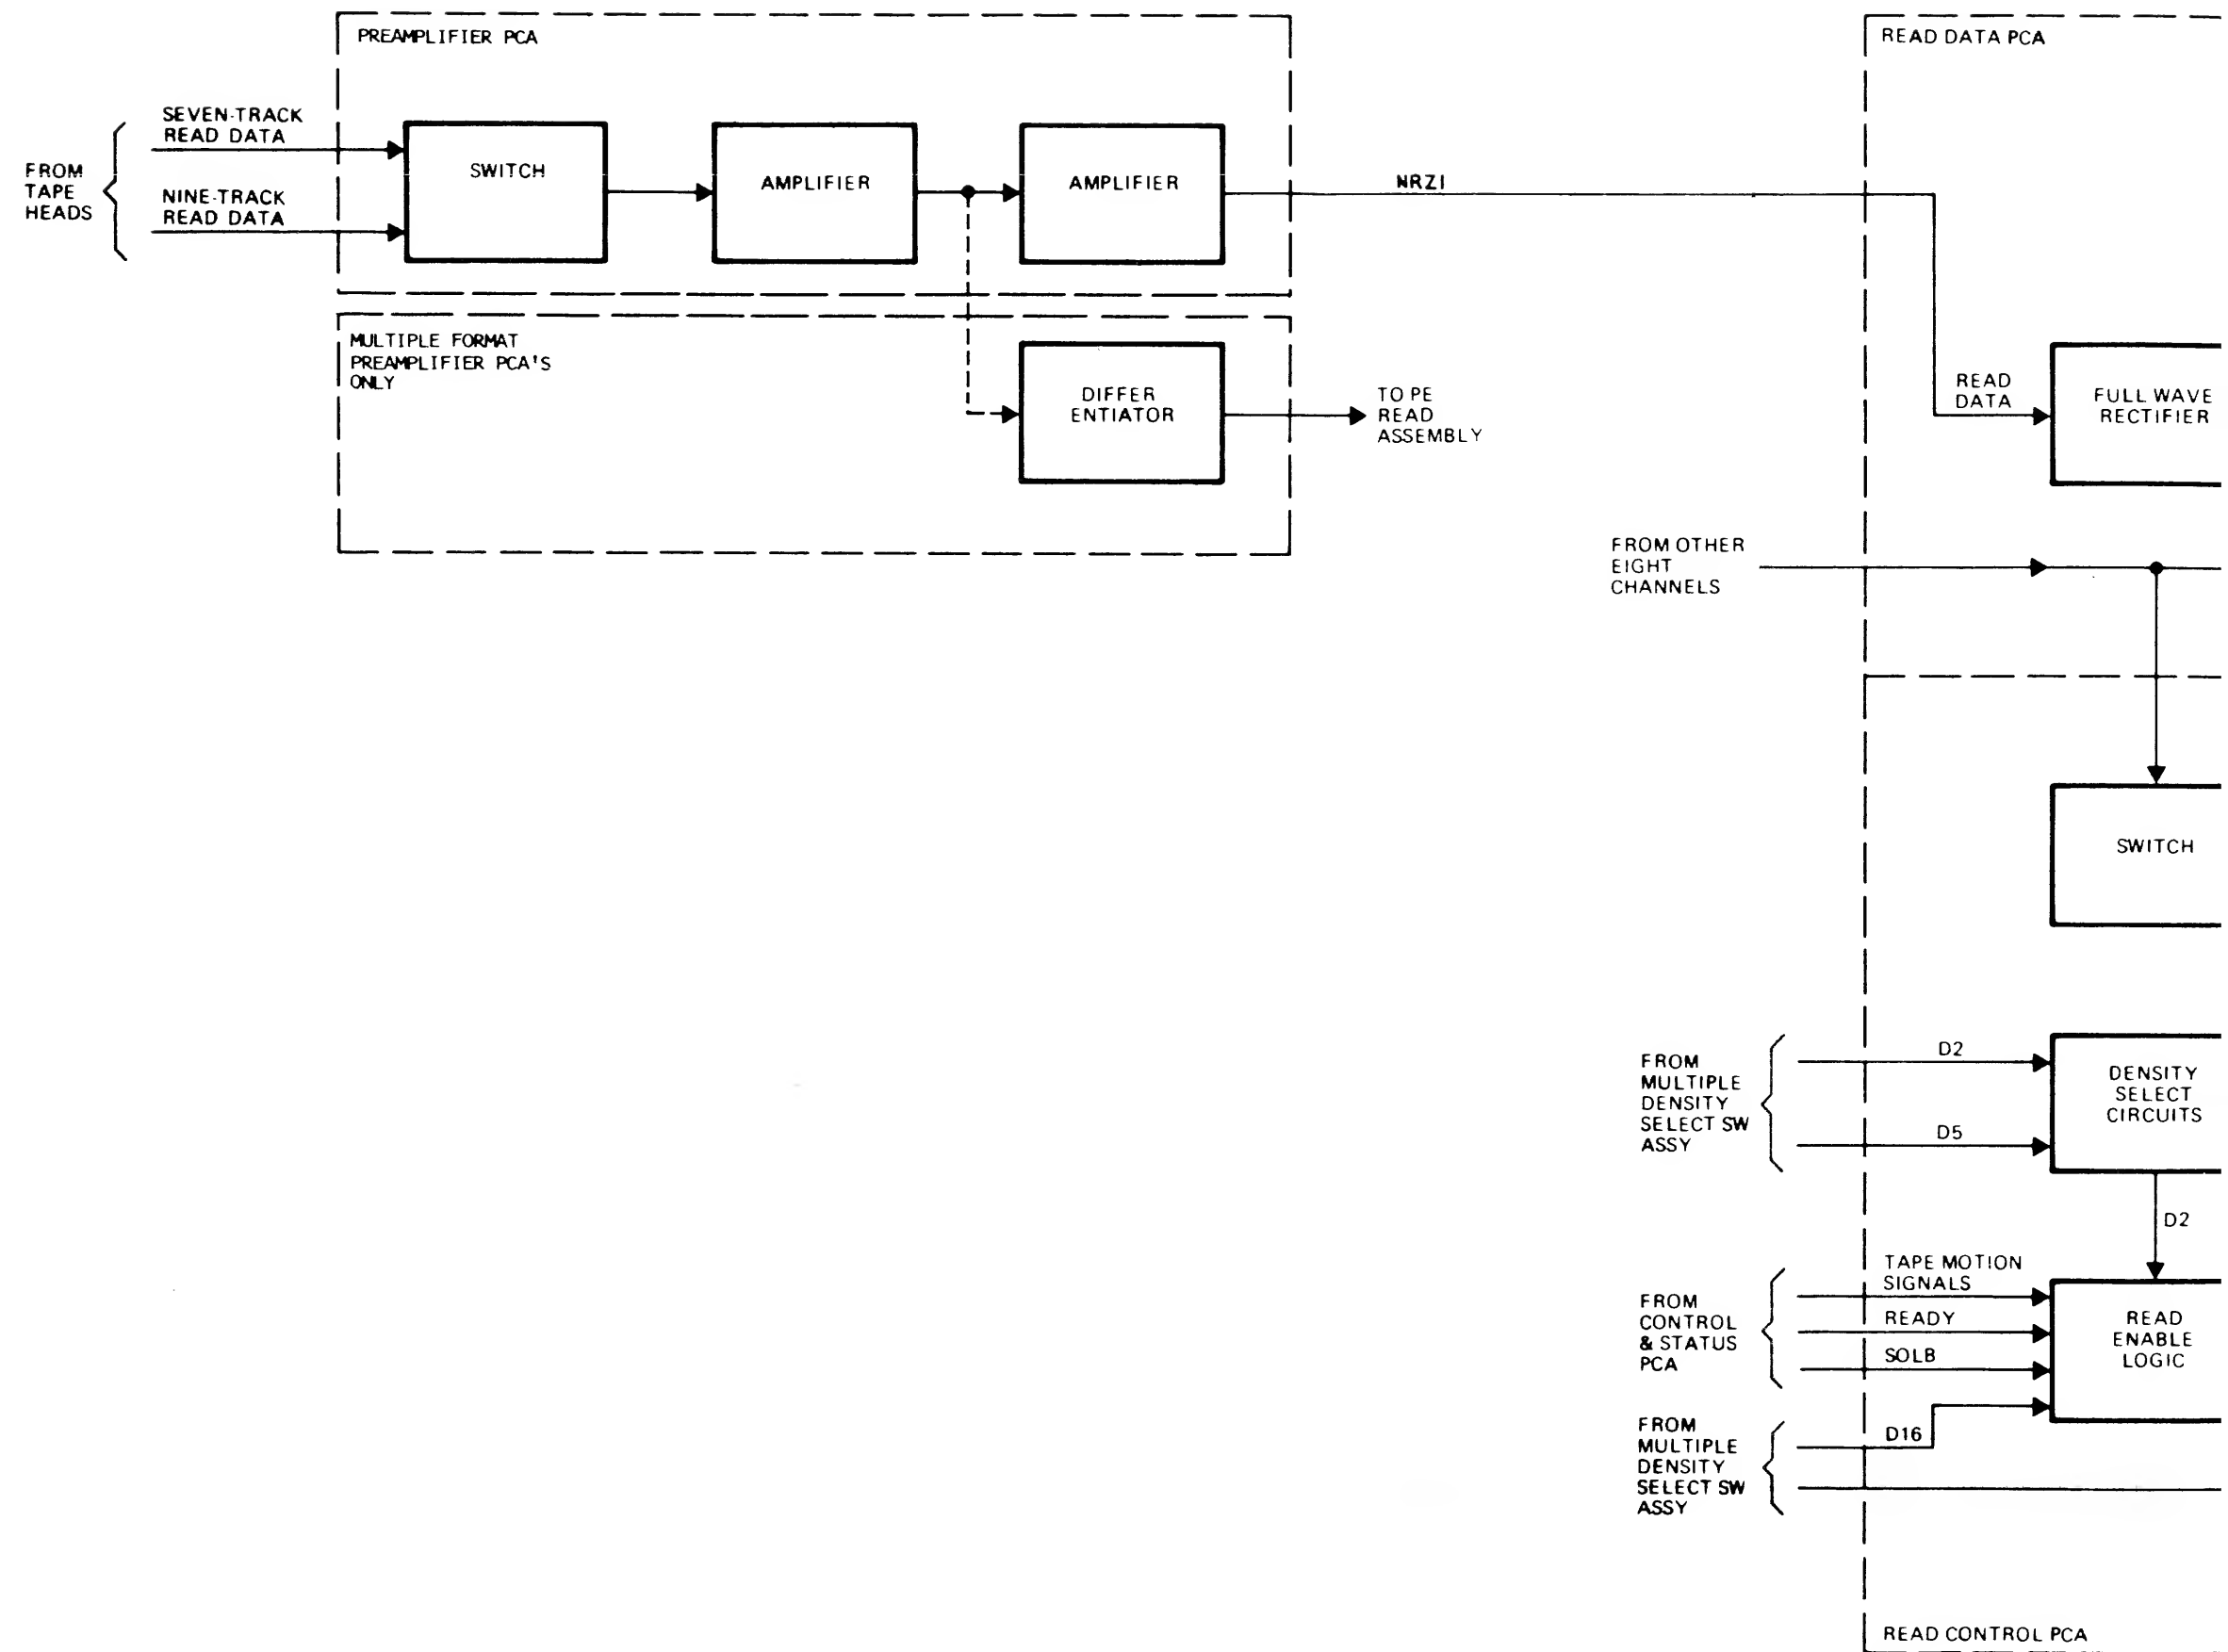 PREAMPLIFIER PCA
SEVEN-TRACK
READ DATA
FROM
TAPE
HEADS
NINE-TRACK
READ DATA
SWITCH
AMPLIFIER
AMPLIFIER
NRZI
MULTIPLE FORMAT
PREAMPLIFIER PCA'S
ONLY
DIFFER
ENTIATOR
TO PE
READ
ASSEMBLY
READ DATA PCA
READ
DATA
FULL WAVE
RECTIFIER
FROM OTHER
EIGHT
CHANNELS
SWITCH
FROM
MULTIPLE
DENSITY
SELECT SW
ASSY
D2
D5
DENSITY
SELECT
CIRCUITS
D2
FROM
CONTROL
& STATUS
PCA
TAPE MOTION
SIGNALS
READY
SOLB
READ
ENABLE
LOGIC
FROM
MULTIPLE
DENSITY
SELECT SW
ASSY
D16
READ CONTROL PCA